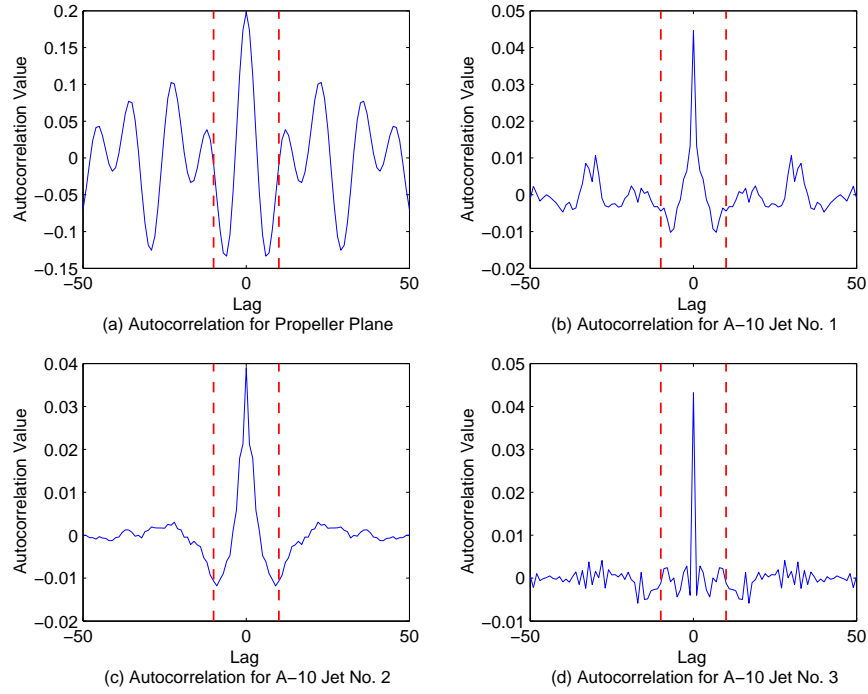 0.2
0.15
0.1
0.05
0
−0.05
−0.1
−0.15
Autocorrelation Value
−50 0 50
Lag
(a) Autocorrelation for Propeller Plane
0.05
0.04
0.03
0.02
0.01
0
−0.01
−0.02
Autocorrelation Value
−50 0 50
Lag
(b) Autocorrelation for A−10 Jet No. 1
0.04
0.03
0.02
0.01
0
−0.01
−0.02
Autocorrelation Value
−50 0 50
Lag
(c) Autocorrelation for A−10 Jet No. 2
0.05
0.04
0.03
0.02
0.01
0
−0.01
Autocorrelation Value
−50 0 50
Lag
(d) Autocorrelation for A−10 Jet No. 3